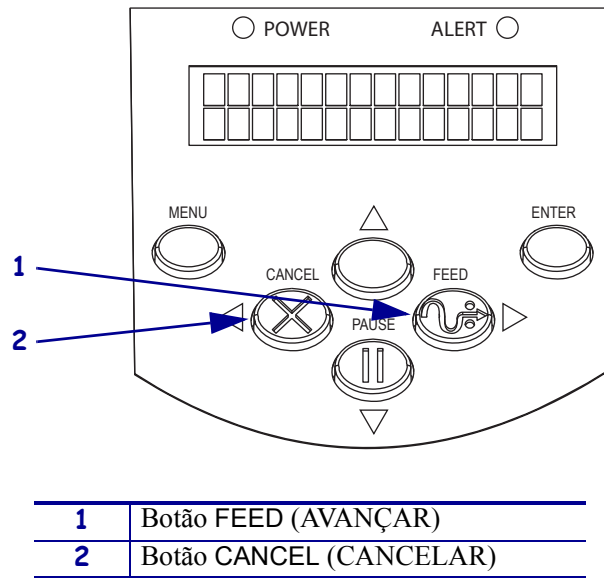 POWER ALERT
MENU ENTER
CANCEL FEED
1
PAUSE
2
1 Botão FEED (AVANÇAR)
2 Botão CANCEL (CANCELAR)